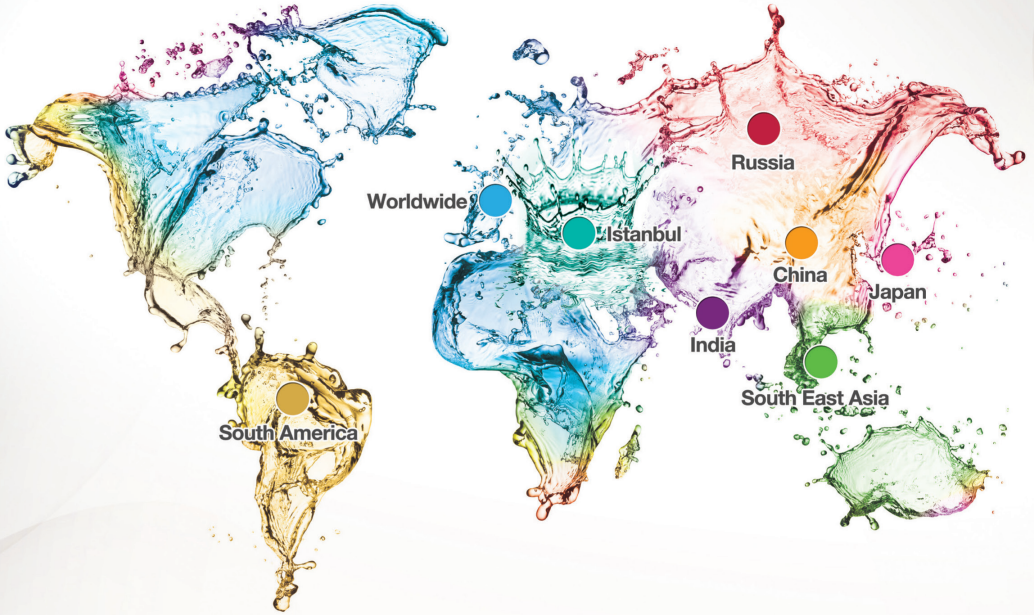 Russia
Worldwide
Istanbul
China
Japan
India
South East Asia
South America